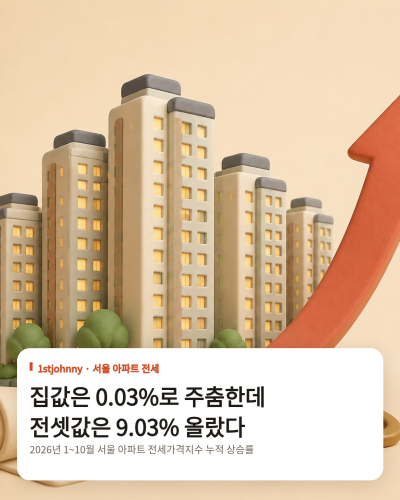 1stjohnny · 서울 아파트 전세
집값은 0.03%로 주춤한데
전셋값은 9.03% 올랐다
2026년 1~10월 서울 아파트 전세가격지수 누적 상승률